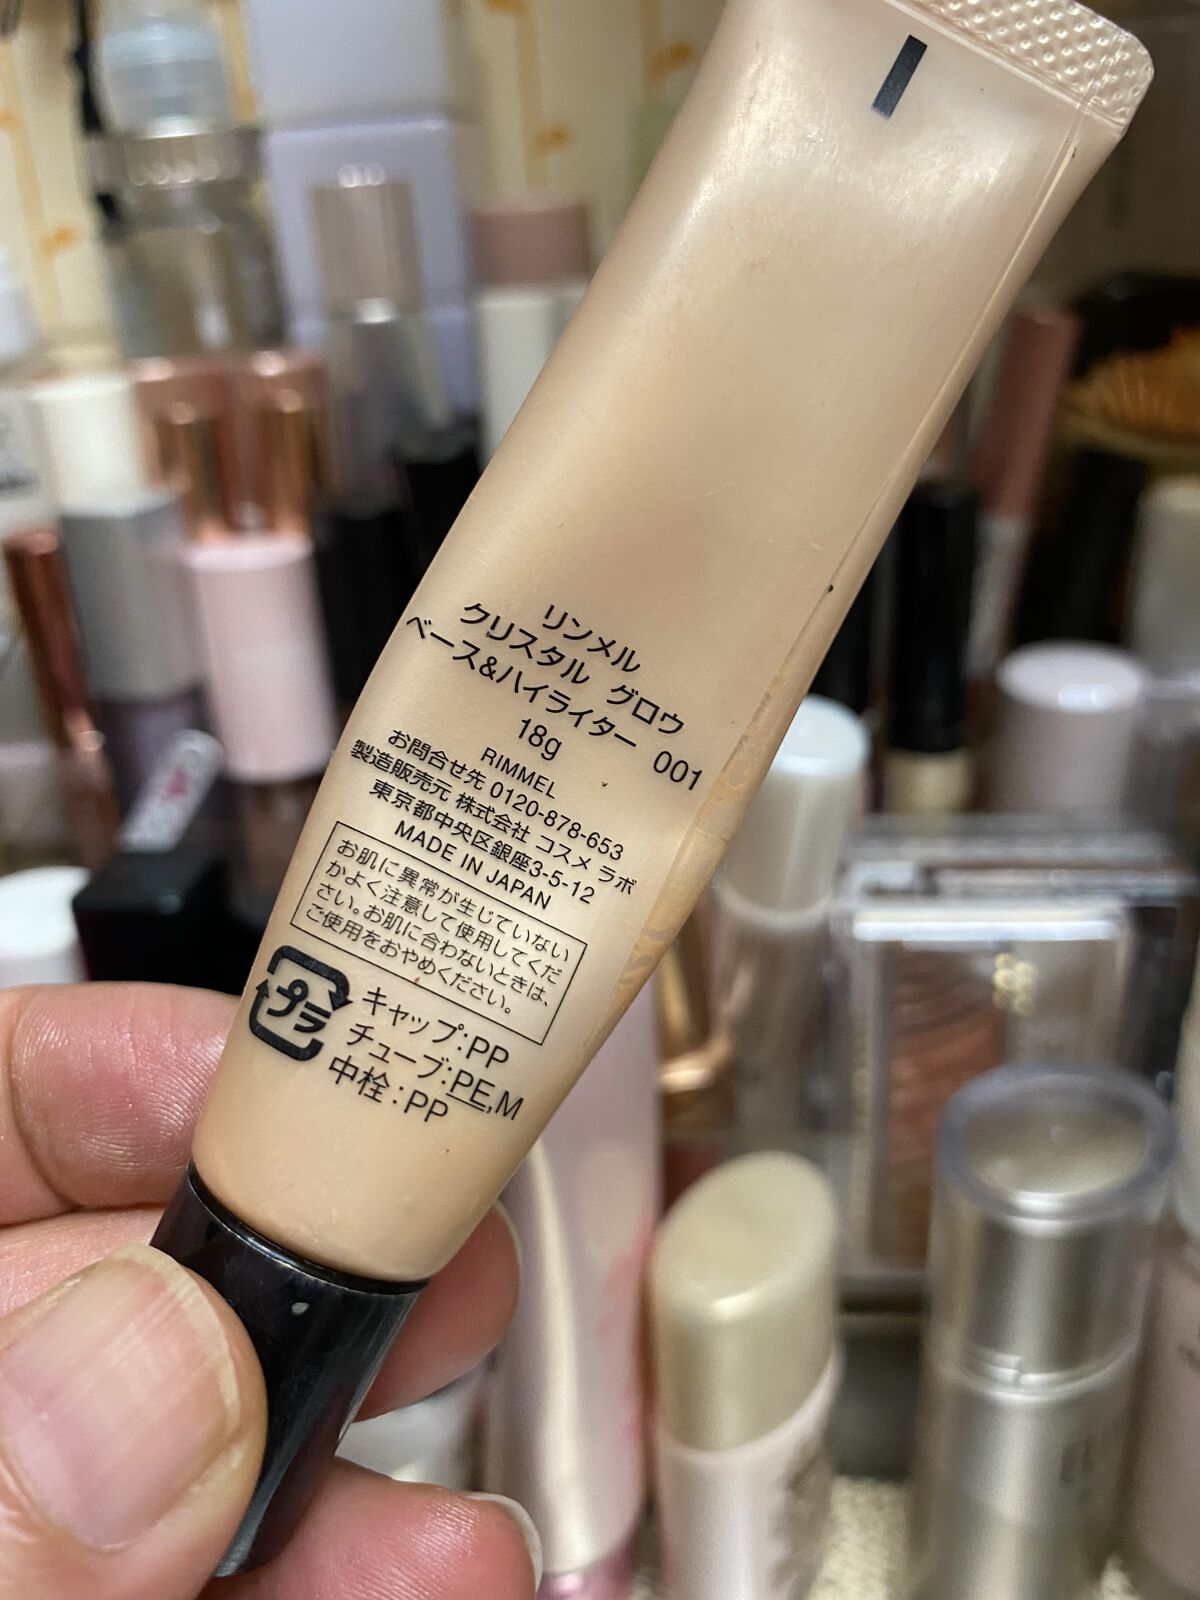 リンメル
クリスタル グロウ
ベース&ハイライター 001
18g
RIMMEL
お問合せ先 0120-878-653
製造販売元 株式会社 コスメ ラボ
東京都中央区銀座3-5-12
MADE IN JAPAN
お肌に異常が生じていない
かよく注意して使用してくだ
さい。お肌に合わないときは、
ご使用をおやめください。
プラ
キャップ:PP
チューブ:PE,M
中栓:PP